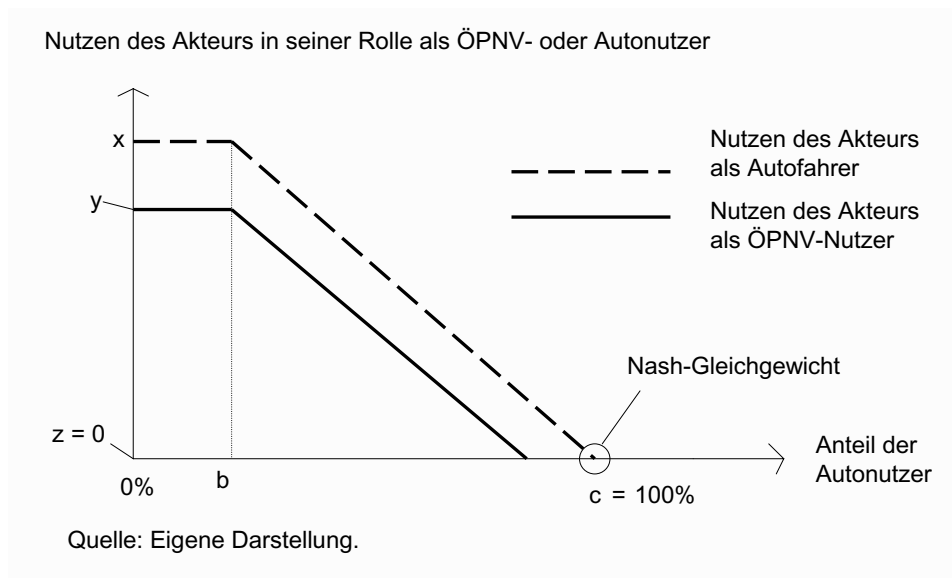 Nutzen des Akteurs in seiner Rolle als ÖPNV- oder Autonutzer
x
y
z = 0
0%
b
c = 100%
Nutzen des Akteurs
als Autofahrer
Nutzen des Akteurs
als ÖPNV-Nutzer
Nash-Gleichgewicht
Anteil der
Autonutzer
Quelle: Eigene Darstellung.